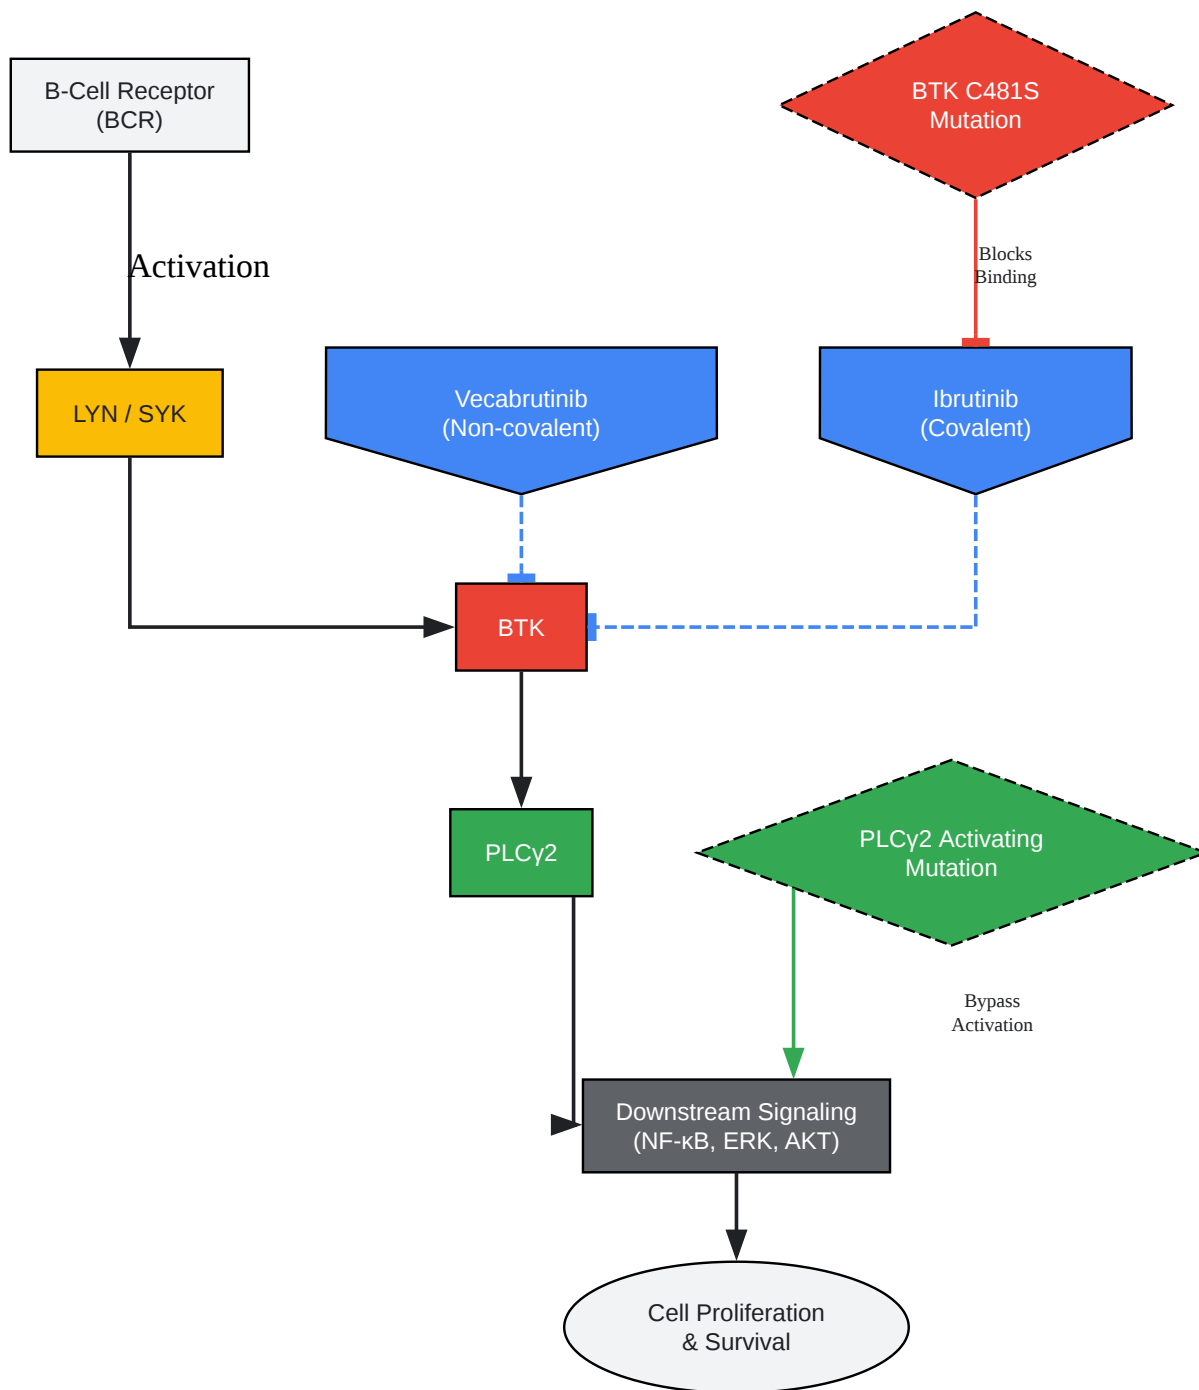 B-Cell Receptor
(BCR)
BTK C481S
Mutation
Activation
Blocks
Binding
LYN / SYK
Vecabrutinib
(Non-covalent)
Ibrutinib
(Covalent)
BTK
PLCγ2
PLCγ2 Activating
Mutation
Bypass
Activation
Downstream Signaling
(NF-κB, ERK, AKT)
Cell Proliferation
& Survival